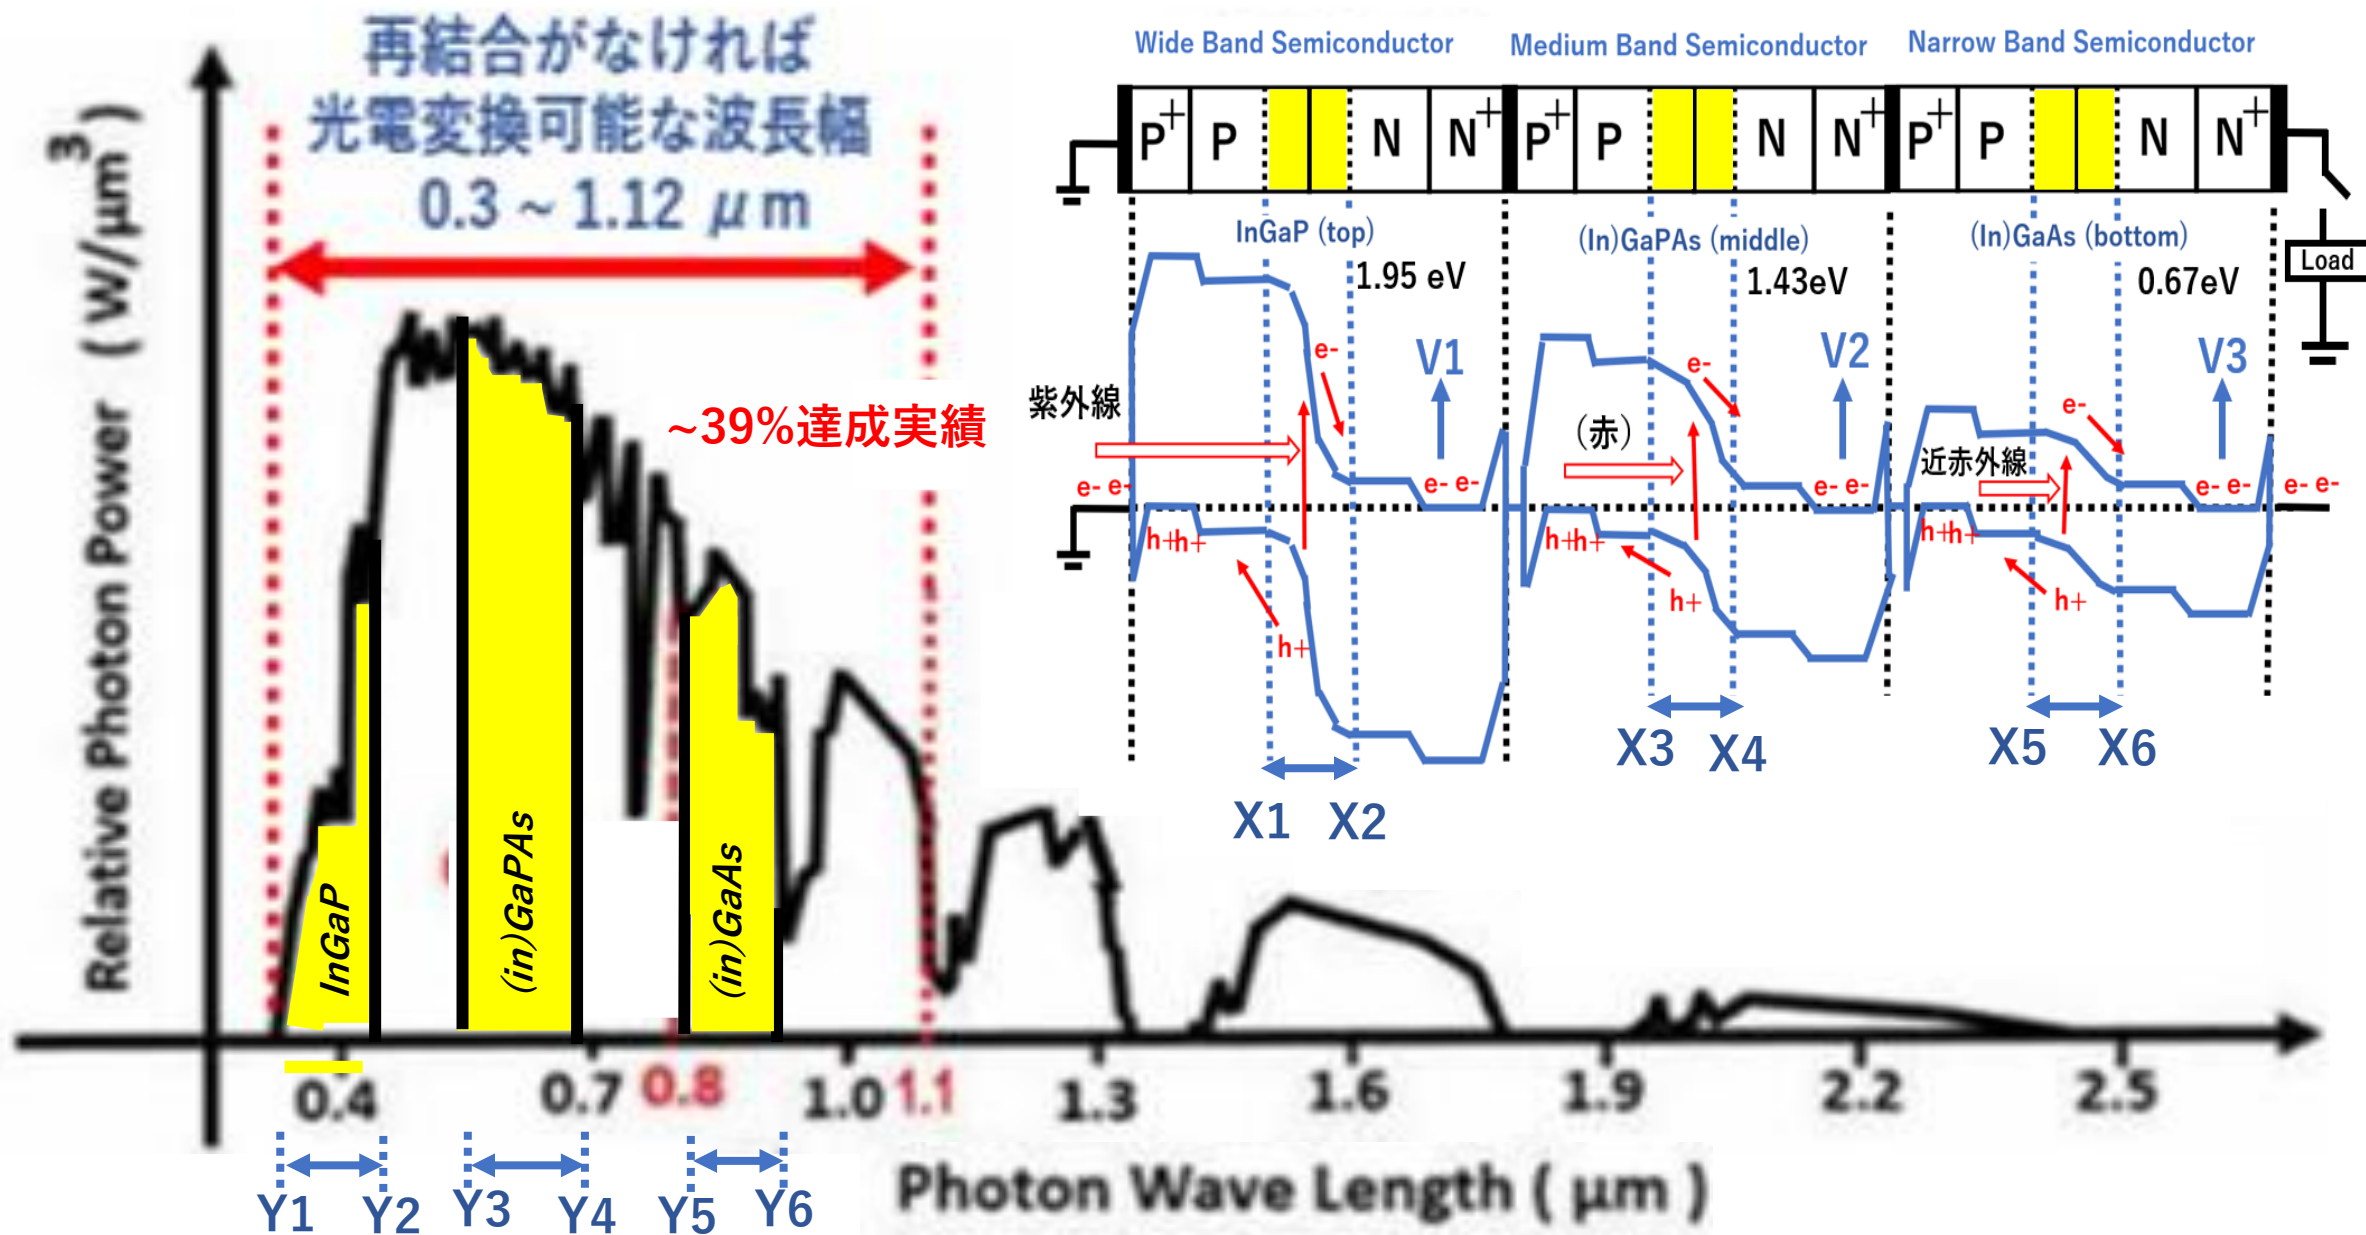 再結合がなければ
光電変換可能な波長幅
0.3 ~ 1.12 μm
Relative Photon Power (W/μm³)
~39%達成実績
InGaP
(in)GaPAs
(in)GaAs
0.4 0.7 0.8 1.0 1.1 1.3 1.6 1.9 2.2 2.5
Y1 Y2 Y3 Y4 Y5 Y6
Photon Wave Length ( μm )
Wide Band Semiconductor Medium Band Semiconductor Narrow Band Semiconductor
P+ P N N+ P+ P N N+ P+ P N N+
InGaP (top) (In)GaPAs (middle) (In)GaAs (bottom)
1.95 eV 1.43eV 0.67eV
Load
V1 V2 V3
e- e- e-
紫外線 (赤) 近赤外線
e- e- e- e- e- e- e- e- e- e-
h+h+ h+h+ h+h+
h+ h+ h+
X1 X2 X3 X4 X5 X6